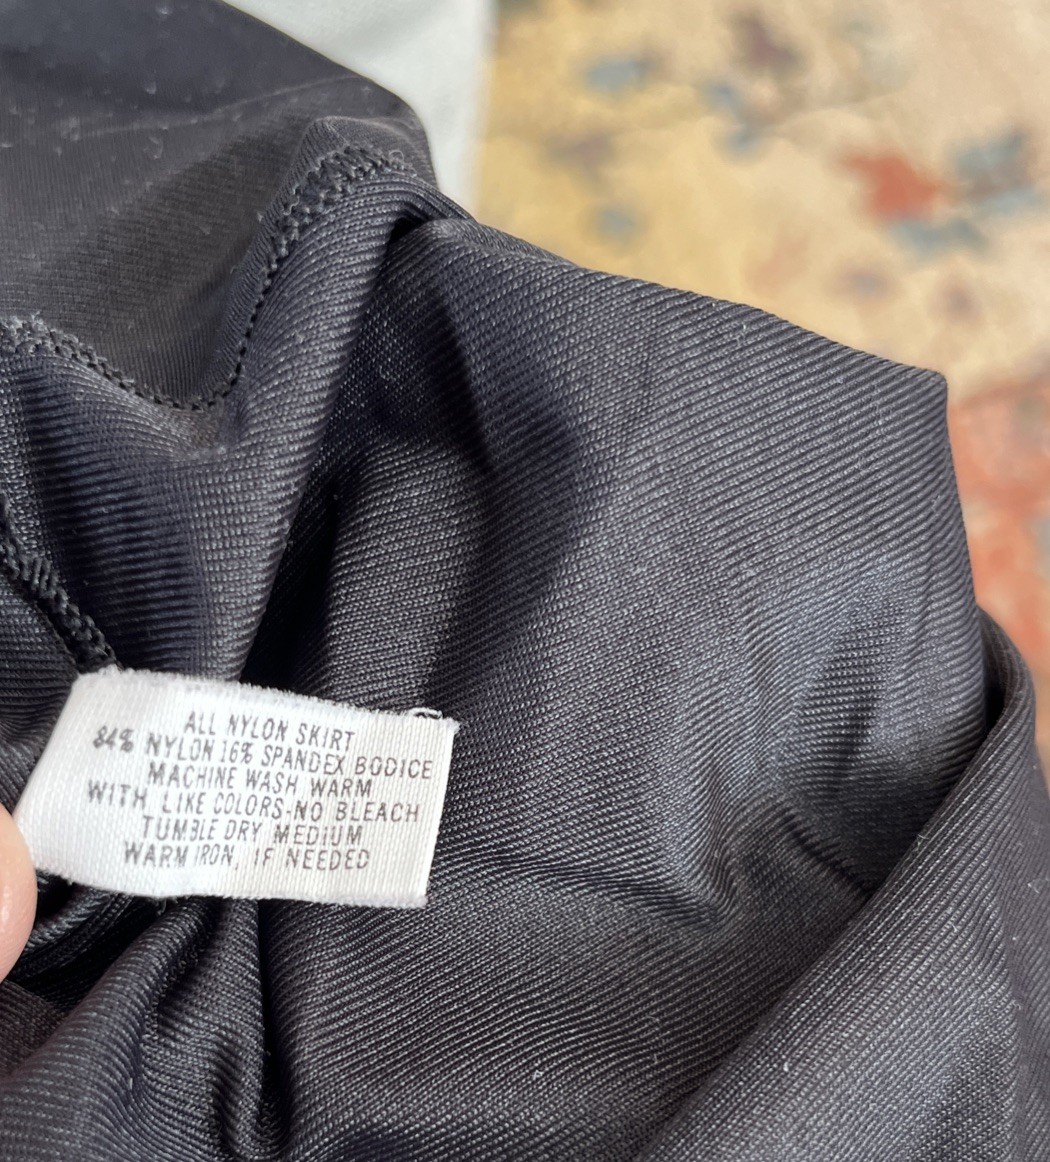 ALL NYLON SKIRT
84% NYLON 16% SPANDEX BODICE
MACHINE WASH WARM
WITH LIKE COLORS-NO BLEACH
TUMBLE DRY MEDIUM
WARM IRON, IF NEEDED